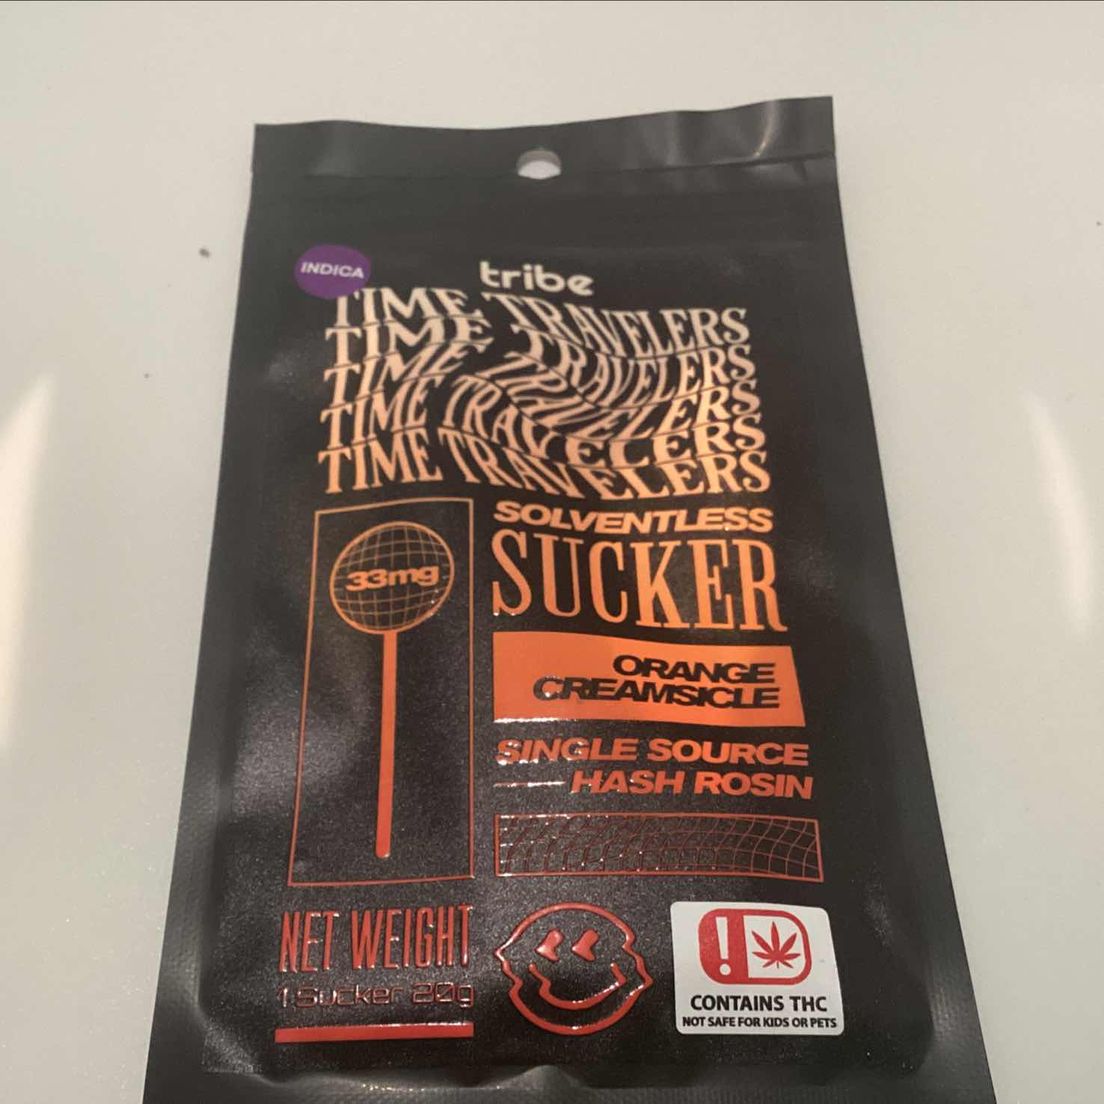 INDICA
tribe
TIME TRAVELERS
TIME TRAVELERS
TIME TRAVELERS
TIME TRAVELERS
TIME TRAVELERS
SOLVENTLESS
SUCKER
33mg
ORANGE
CREAMSICLE
SINGLE SOURCE
HASH ROSIN
NET WEIGHT
1 Sucker 20g
!
CONTAINS THC
NOT SAFE FOR KIDS OR PETS